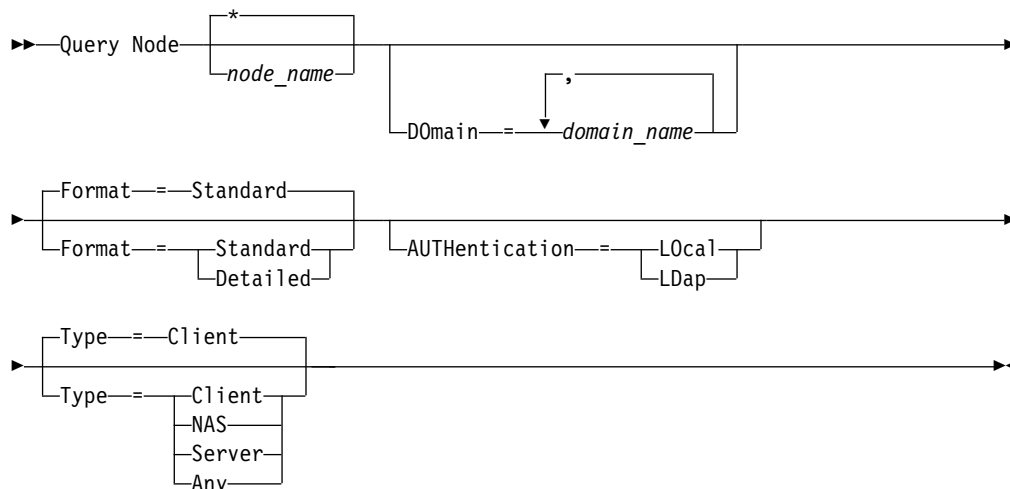 *
Query Node
node_name
,
DOmain = domain_name
Format = Standard
Format = Standard
Detailed
AUTHentication = LOcal
LDap
Type = Client
Type = Client
NAS
Server
Any